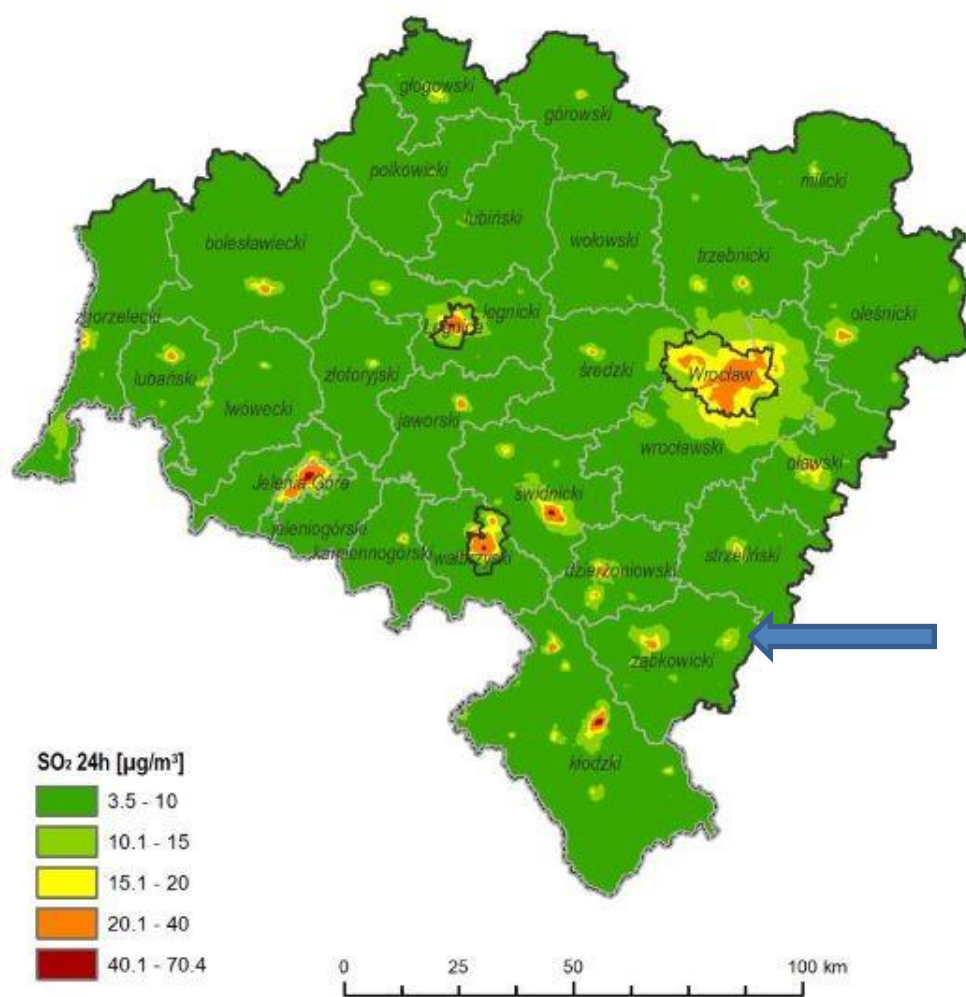 głogowski
górowski
polkowicki
milicki
lubiński
bolesławiecki
wołowski
trzebnicki
zgorzelecki
legnicki
oleśnicki
Legnica
lubański
złotoryjski
średzki
Wrocław
lwówecki
jaworski
wrocławski
oławski
Jelenia Góra
świdnicki
jeleniogórski
kamiennogórski
wałbrzyski
dzierżoniowski
strzeliński
ząbkowicki
kłodzki
SO₂ 24h [µg/m³]
3.5 - 10
10.1 - 15
15.1 - 20
20.1 - 40
40.1 - 70.4
0 25 50 100 km